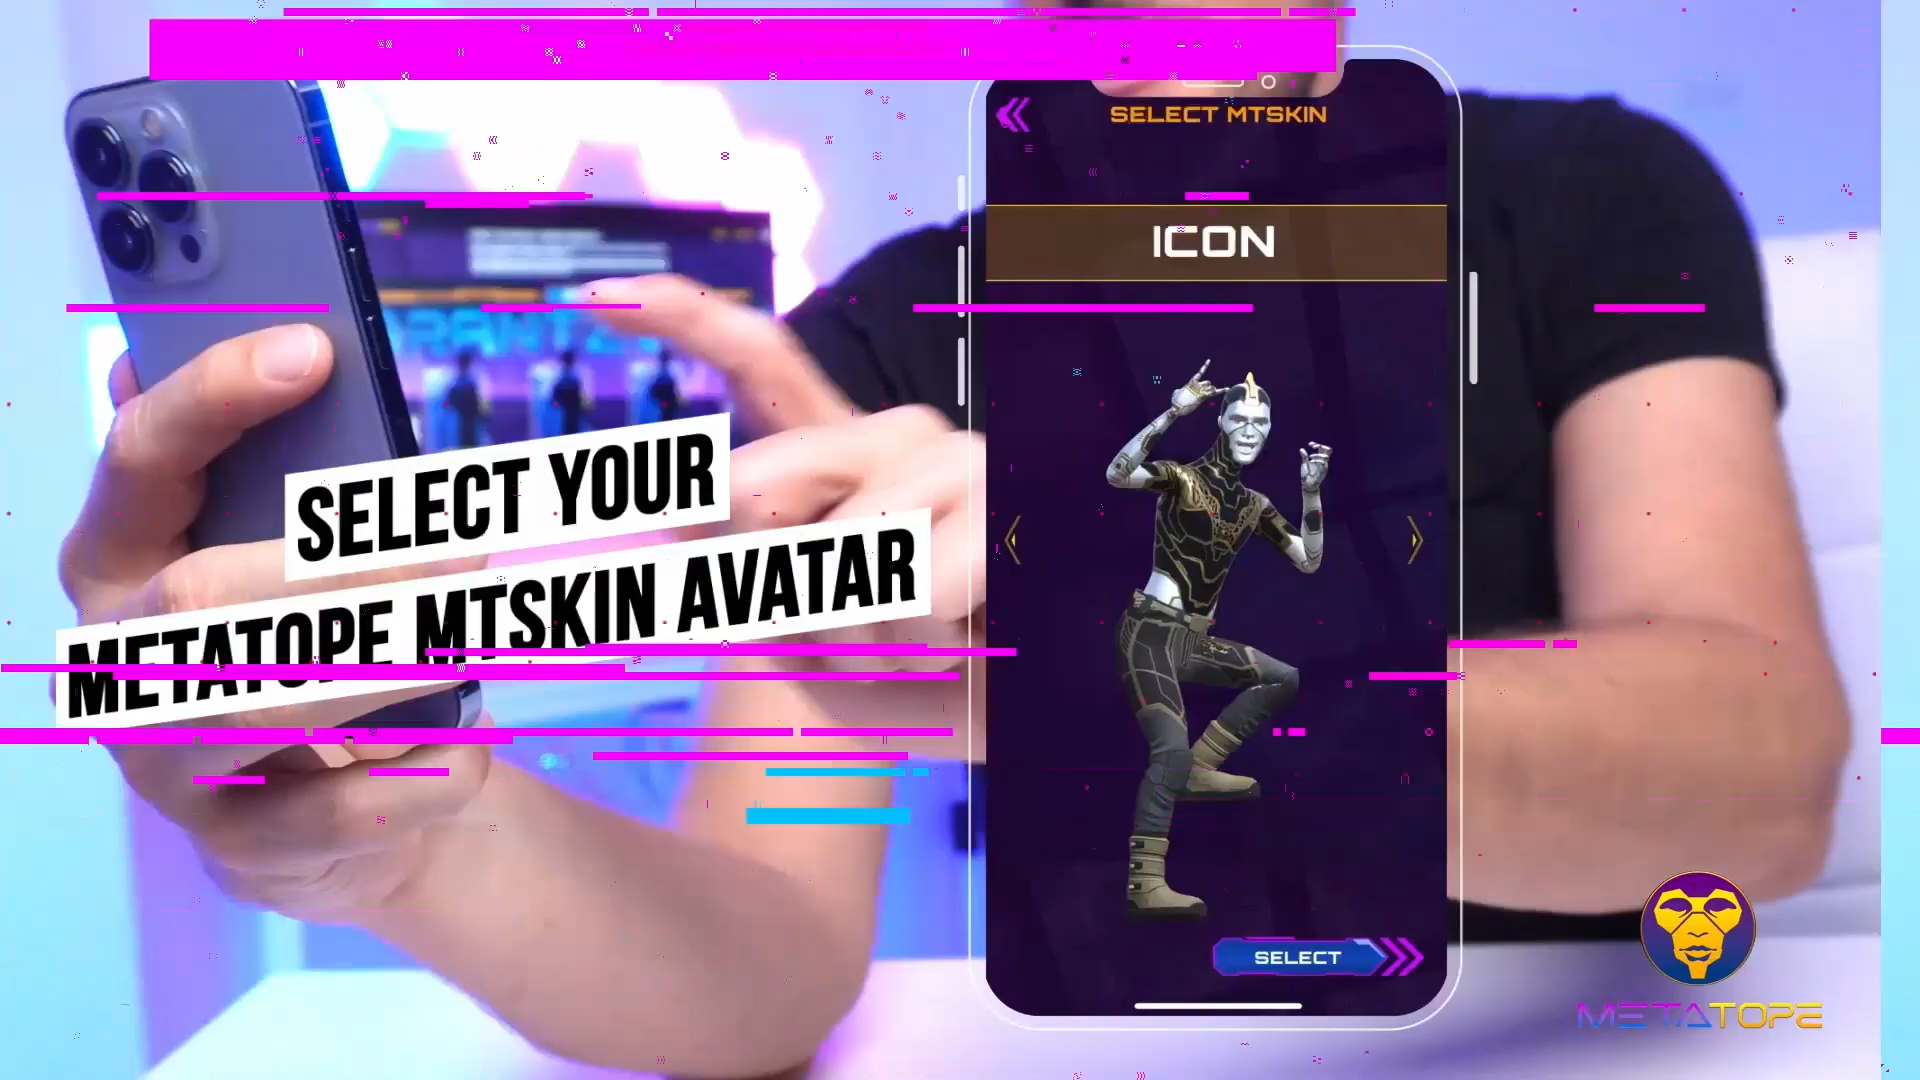 SELECT MTSKIN
ICON
SELECT YOUR
METATOPE MTSKIN AVATAR
SELECT
METATOPE